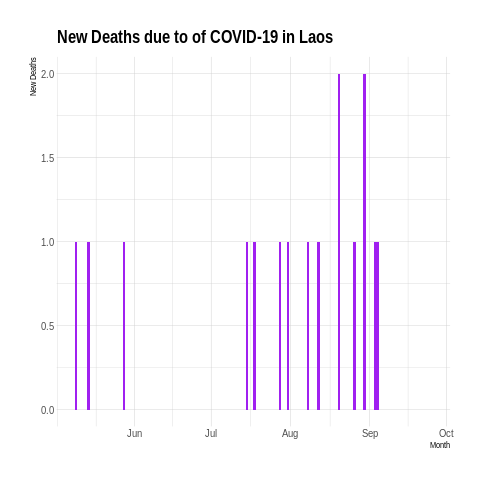 New Deaths due to of COVID-19 in Laos
New Deaths
2.0
1.5
1.0
0.5
0.0
Jun Jul Aug Sep Oct
Month